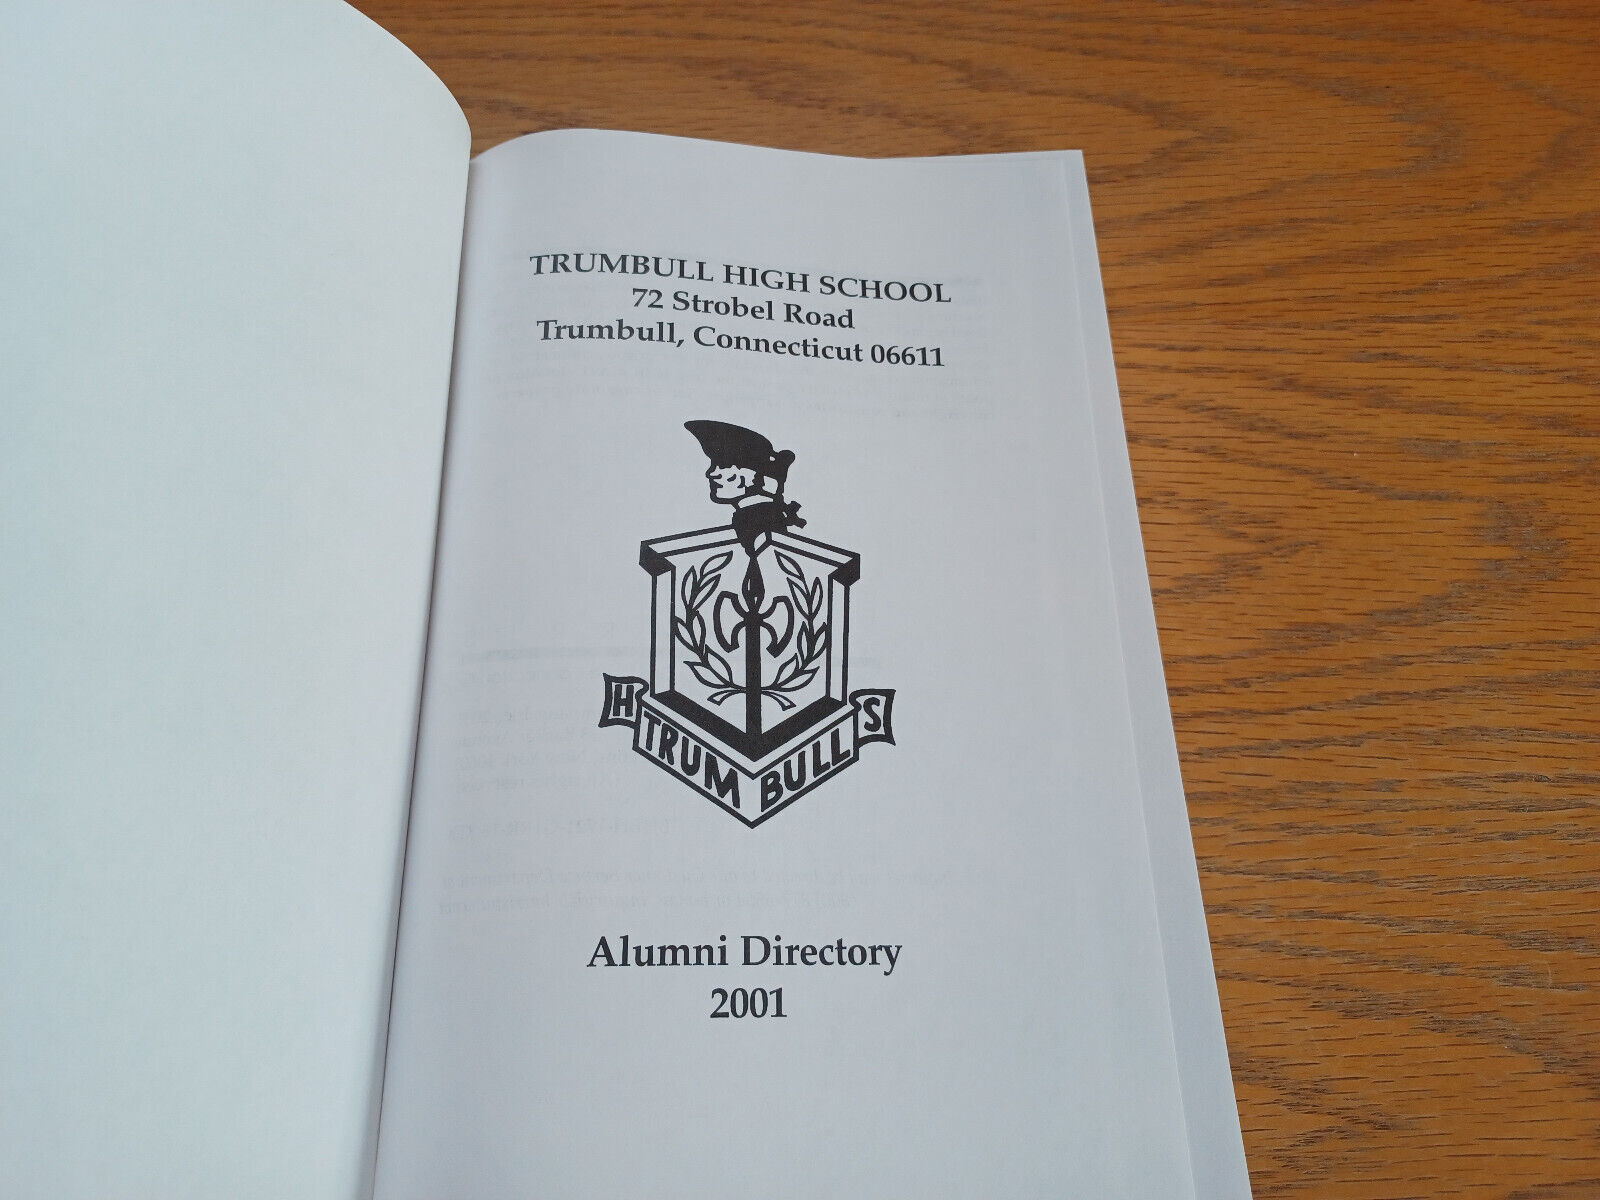 TRUMBULL HIGH SCHOOL
72 Strobel Road
Trumbull, Connecticut 06611
H TRUM BULL S
Alumni Directory
2001